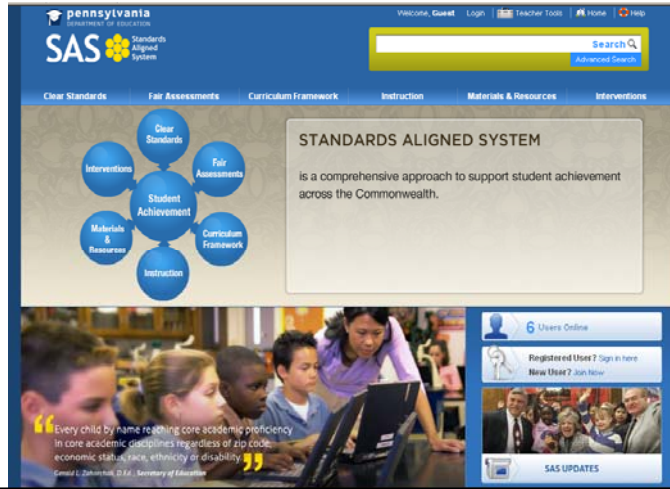 pennsylvania
DEPARTMENT OF EDUCATION
Welcome, Guest Login Teacher Tools Home Help
SAS Standards Aligned System
Search
Advanced Search
Clear Standards Fair Assessments Curriculum Framework Instruction Materials & Resources Interventions
Clear Standards
Interventions
Fair Assessments
Student Achievement
Materials & Resources
Curriculum Framework
Instruction
STANDARDS ALIGNED SYSTEM
is a comprehensive approach to support student achievement
across the Commonwealth.
6 Users Online
Registered User? Sign in here
New User? Join Now
“Every child by name reaching core academic proficiency
in core academic disciplines regardless of zip code,
economic status, race, ethnicity or disability.”
Gerald L. Zahorchak, D.Ed. Secretary of Education
SAS UPDATES